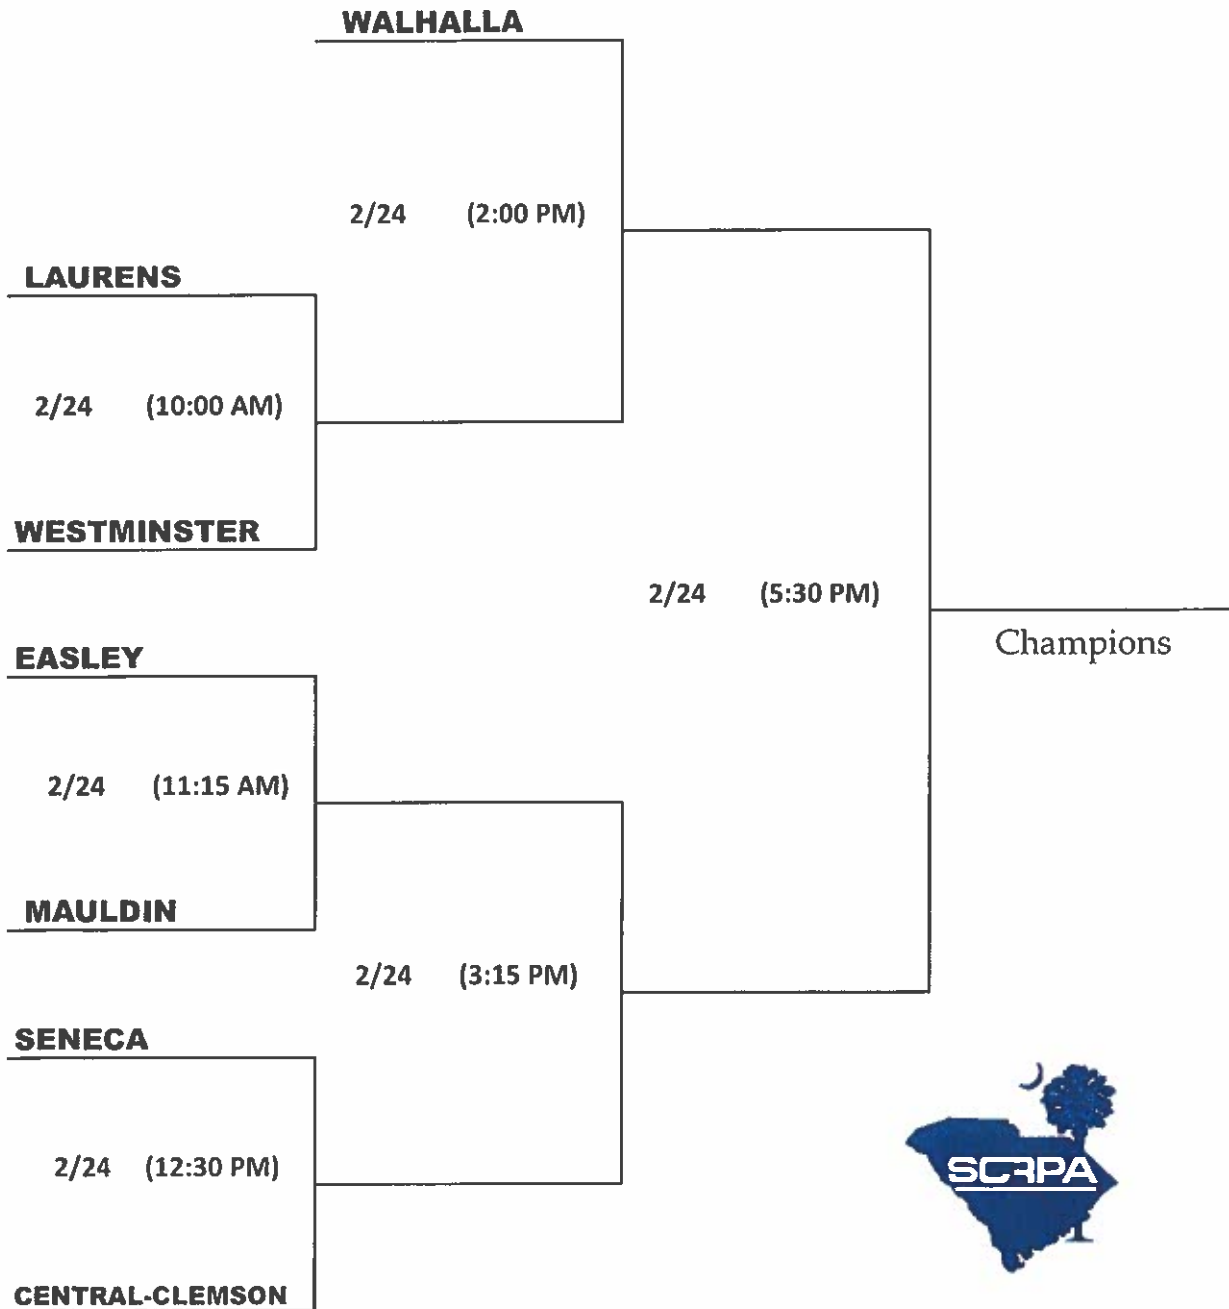 WALHALLA
2/24 (2:00 PM)
LAURENS
2/24 (10:00 AM)
WESTMINSTER
2/24 (5:30 PM)
Champions
EASLEY
2/24 (11:15 AM)
MAULDIN
2/24 (3:15 PM)
SENECA
2/24 (12:30 PM)
CENTRAL-CLEMSON
SCRPA